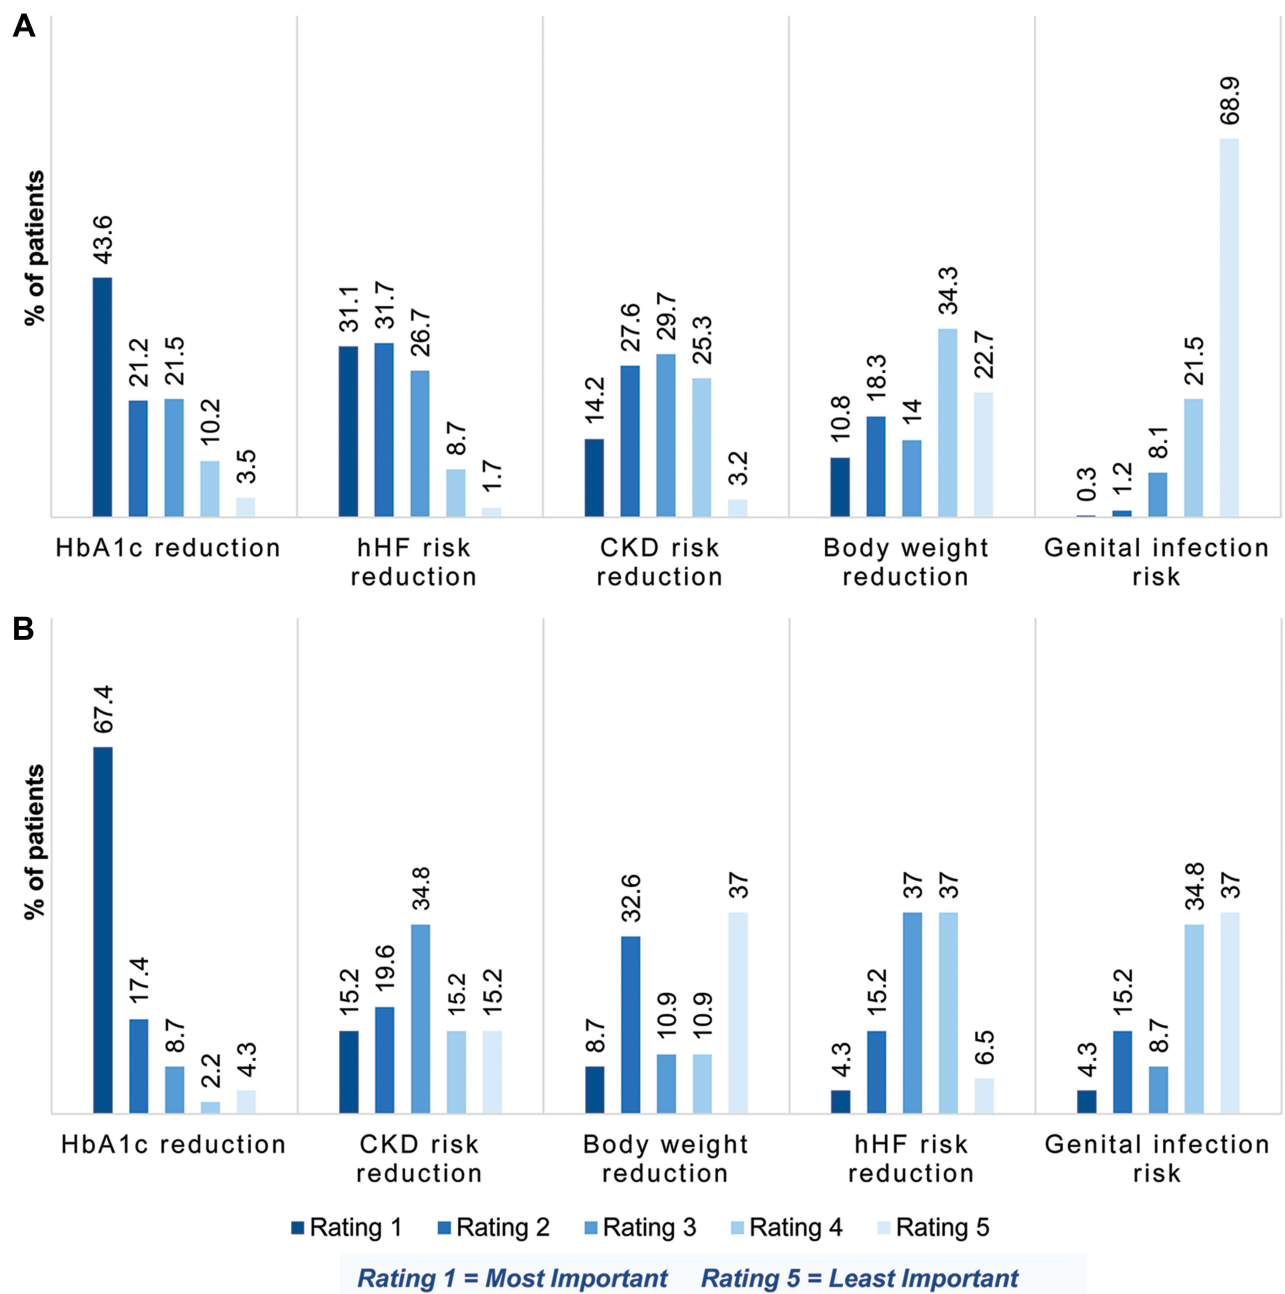 A
% of patients
43.6
21.2
21.5
10.2
3.5
31.1
31.7
26.7
8.7
1.7
14.2
27.6
29.7
25.3
3.2
10.8
18.3
14
34.3
22.7
0.3
1.2
8.1
21.5
68.9
HbA1c reduction
hHF risk
reduction
CKD risk
reduction
Body weight
reduction
Genital infection
risk
B
% of patients
67.4
17.4
8.7
2.2
4.3
15.2
19.6
34.8
15.2
15.2
8.7
32.6
10.9
10.9
37
4.3
15.2
37
37
6.5
4.3
15.2
8.7
34.8
37
HbA1c reduction
CKD risk
reduction
Body weight
reduction
hHF risk
reduction
Genital infection
risk
Rating 1 Rating 2 Rating 3 Rating 4 Rating 5
Rating 1 = Most Important Rating 5 = Least Important